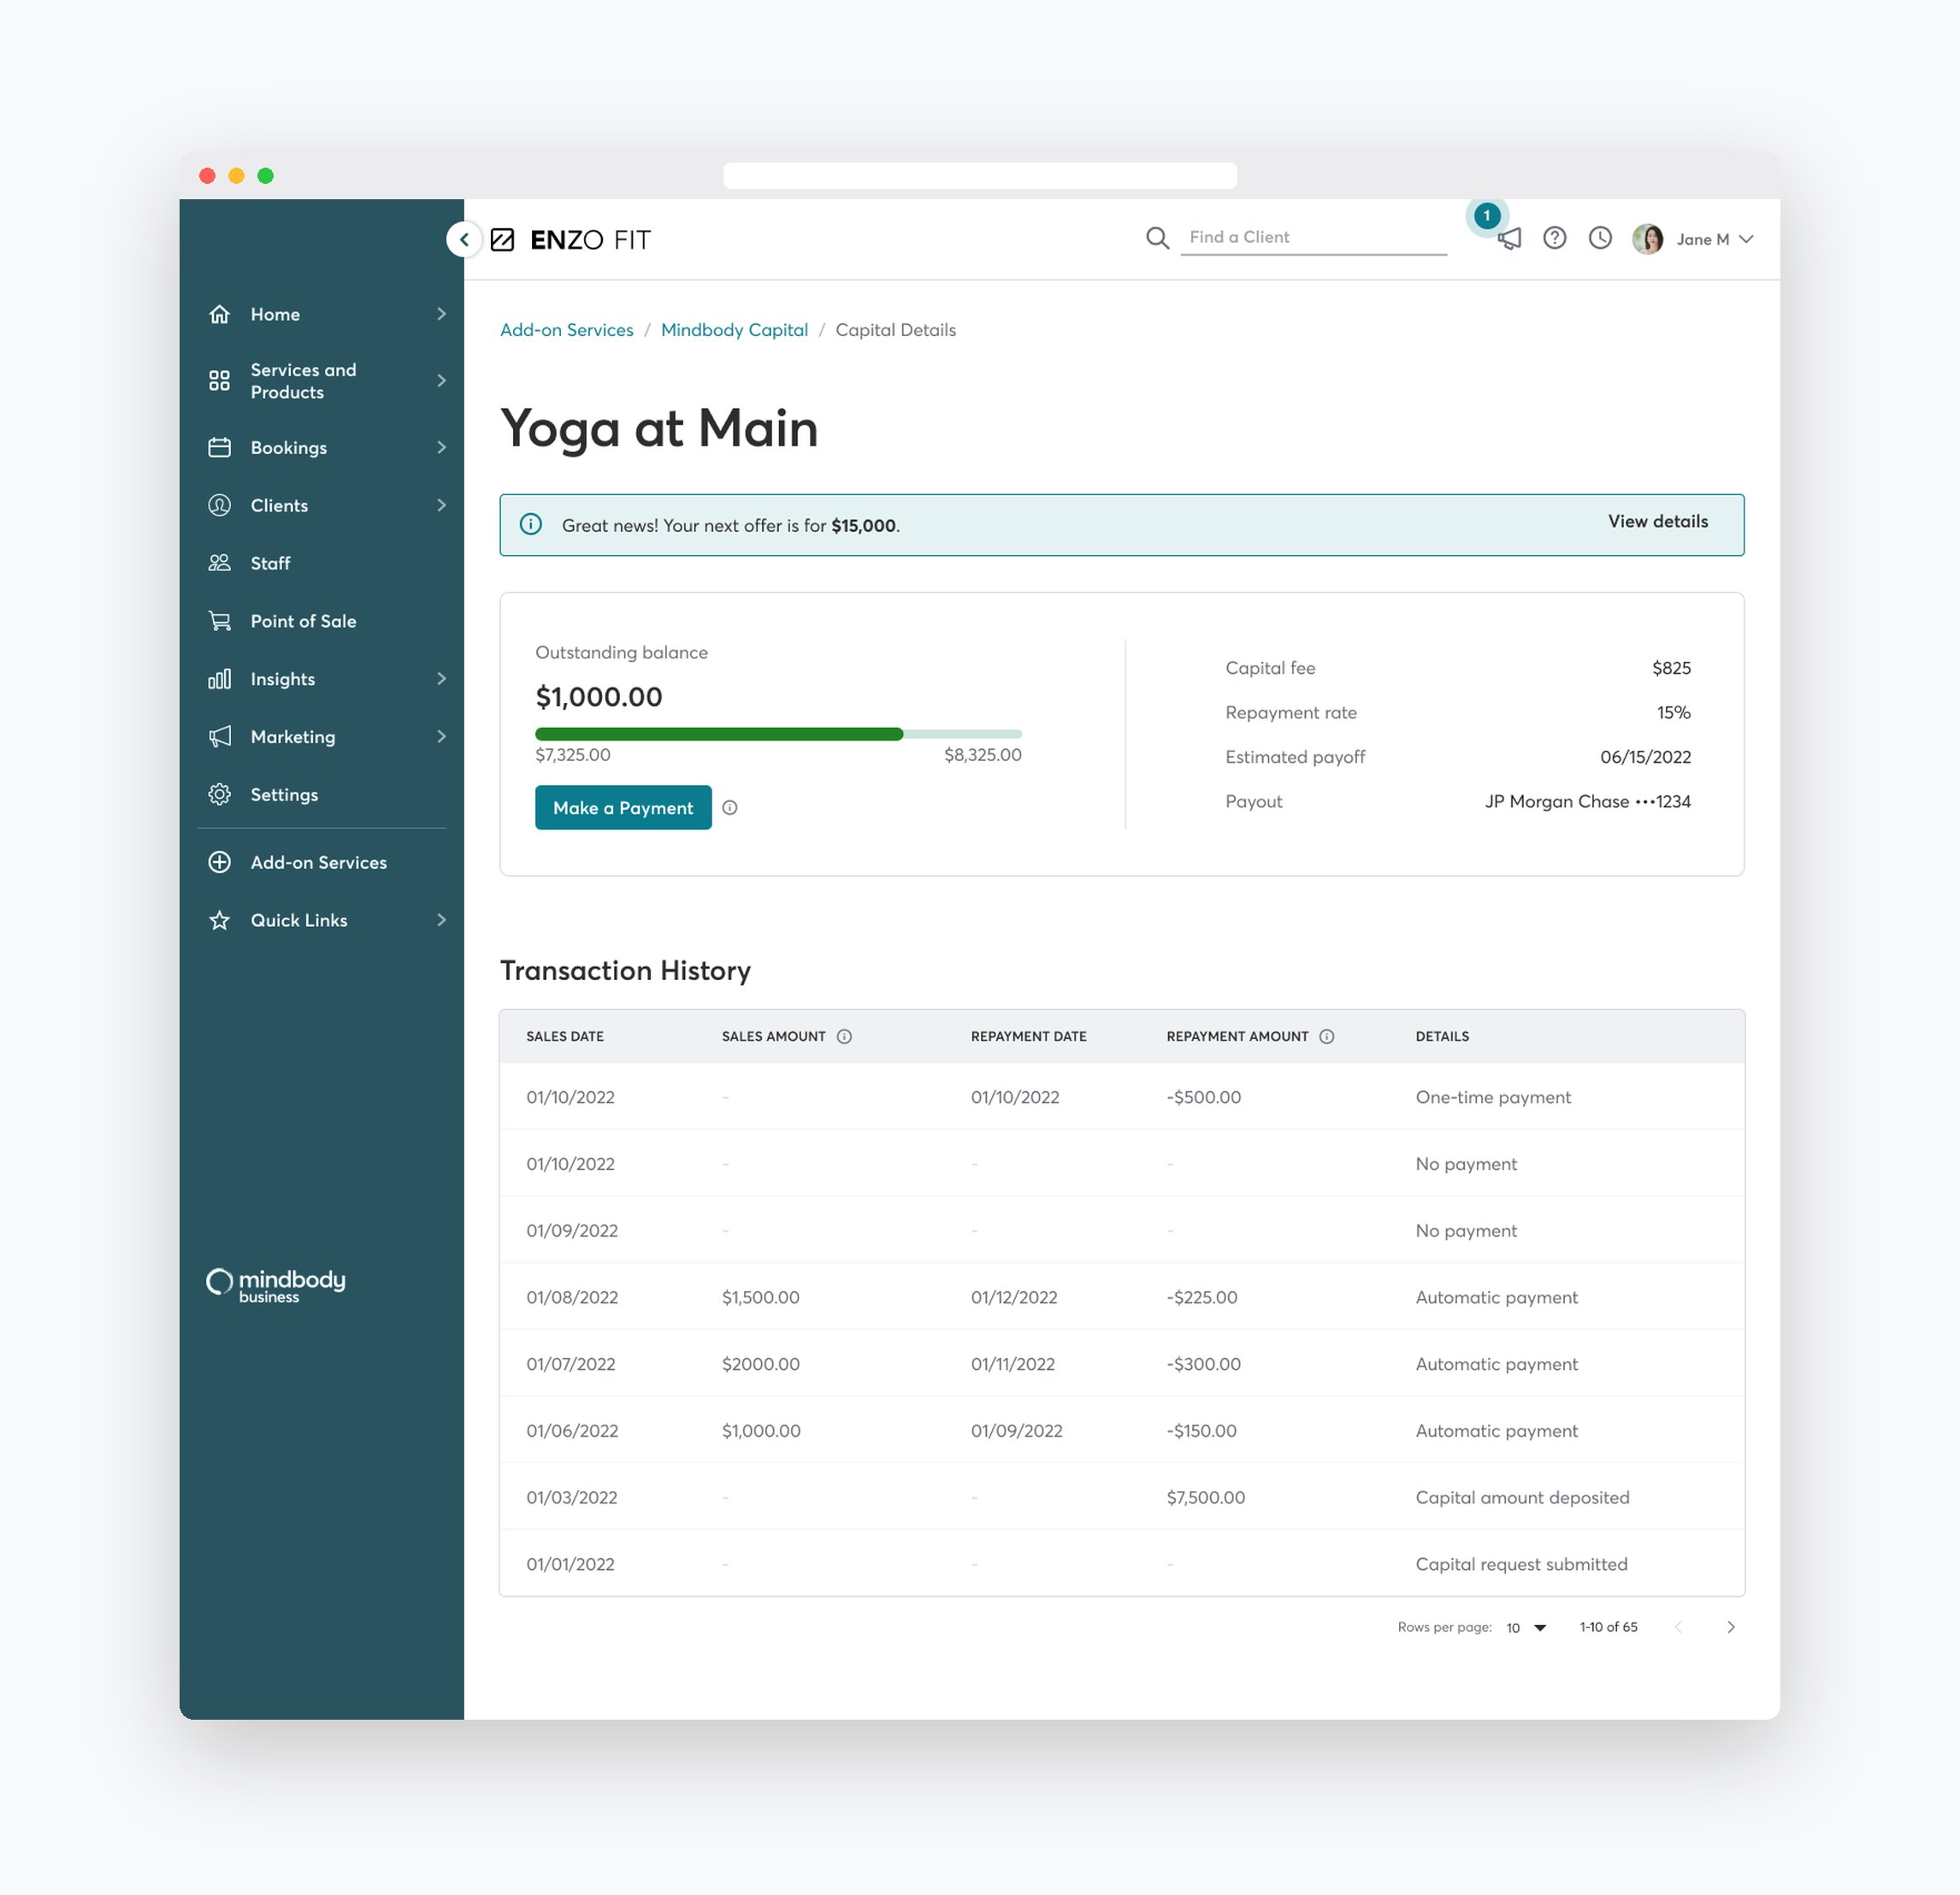 ENZO FIT
Find a Client
1
Jane M
Home
Services and
Products
Bookings
Clients
Staff
Point of Sale
Insights
Marketing
Settings
Add-on Services
Quick Links
mindbody
business
Add-on Services / Mindbody Capital / Capital Details
Yoga at Main
Great news! Your next offer is for $15,000.
View details
Outstanding balance
$1,000.00
$7,325.00 $8,325.00
Make a Payment
Capital fee $825
Repayment rate 15%
Estimated payoff 06/15/2022
Payout JP Morgan Chase •••1234
Transaction History
SALES DATE SALES AMOUNT REPAYMENT DATE REPAYMENT AMOUNT DETAILS
01/10/2022 - 01/10/2022 -$500.00 One-time payment
01/10/2022 - - - No payment
01/09/2022 - - - No payment
01/08/2022 $1,500.00 01/12/2022 -$225.00 Automatic payment
01/07/2022 $2000.00 01/11/2022 -$300.00 Automatic payment
01/06/2022 $1,000.00 01/09/2022 -$150.00 Automatic payment
01/03/2022 - - $7,500.00 Capital amount deposited
01/01/2022 - - - Capital request submitted
Rows per page: 10 1-10 of 65